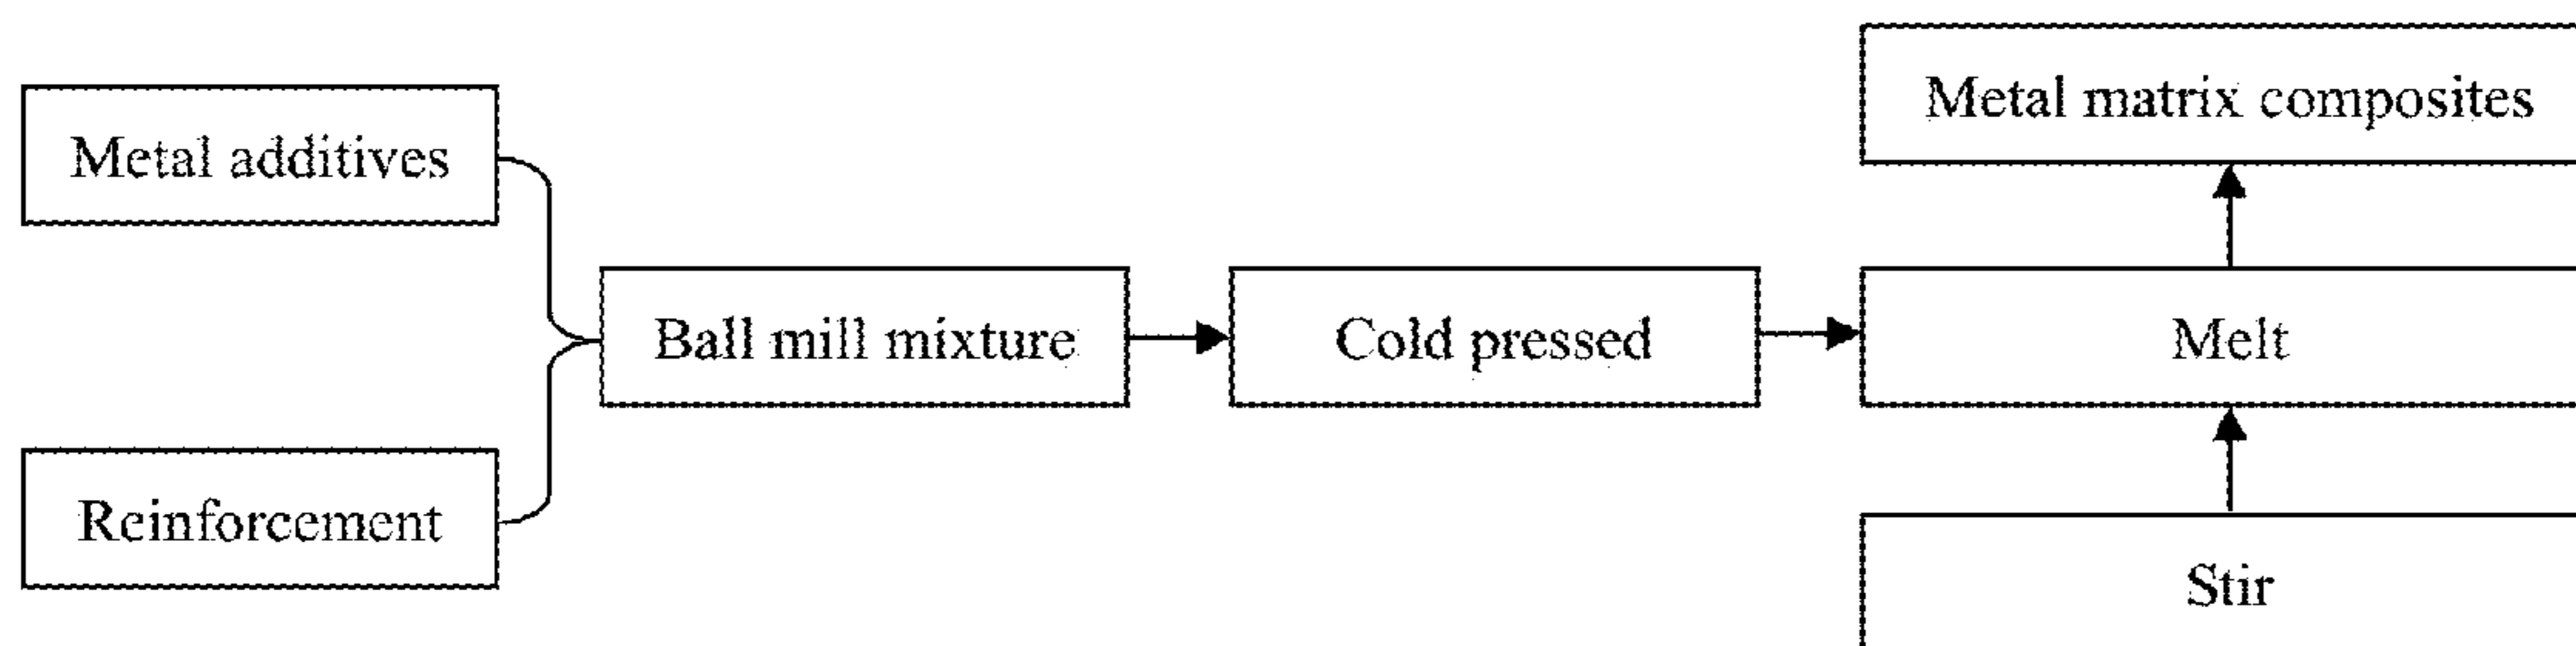 Metal additives
Reinforcement
Ball mill mixture
Cold pressed
Metal matrix composites
Melt
Stir